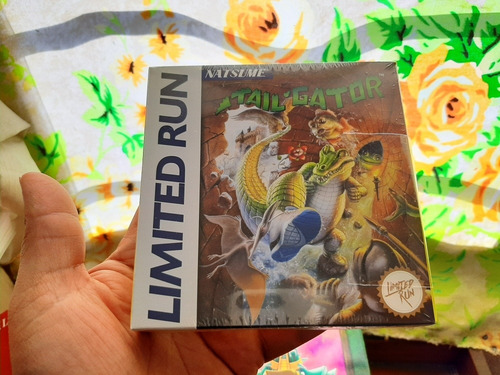 LIMITED RUN
NATSUME
TAIL'GATOR
LIMITED
RUN